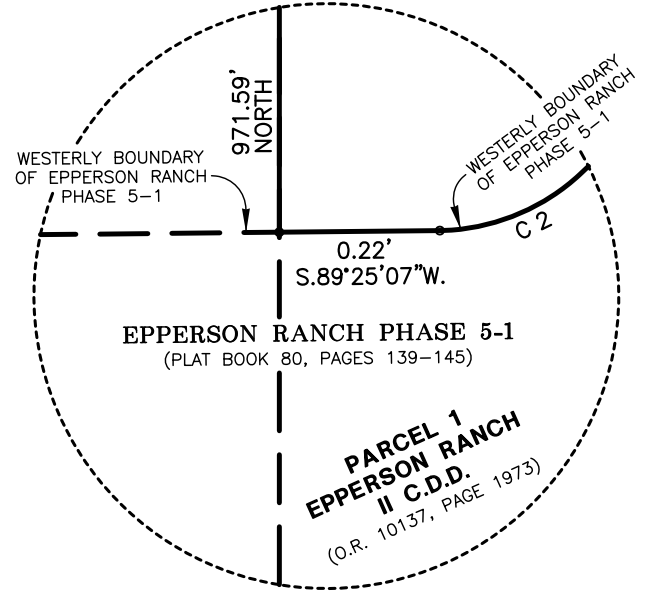 971.59'
NORTH
WESTERLY BOUNDARY
OF EPPERSON RANCH
PHASE 5-1
WESTERLY BOUNDARY
OF EPPERSON RANCH
PHASE 5-1
C 2
0.22'
S.89°25'07"W.
EPPERSON RANCH PHASE 5-1
(PLAT BOOK 80, PAGES 139-145)
PARCEL 1
EPPERSON RANCH
II C.D.D.
(O.R. 10137, PAGE 1973)